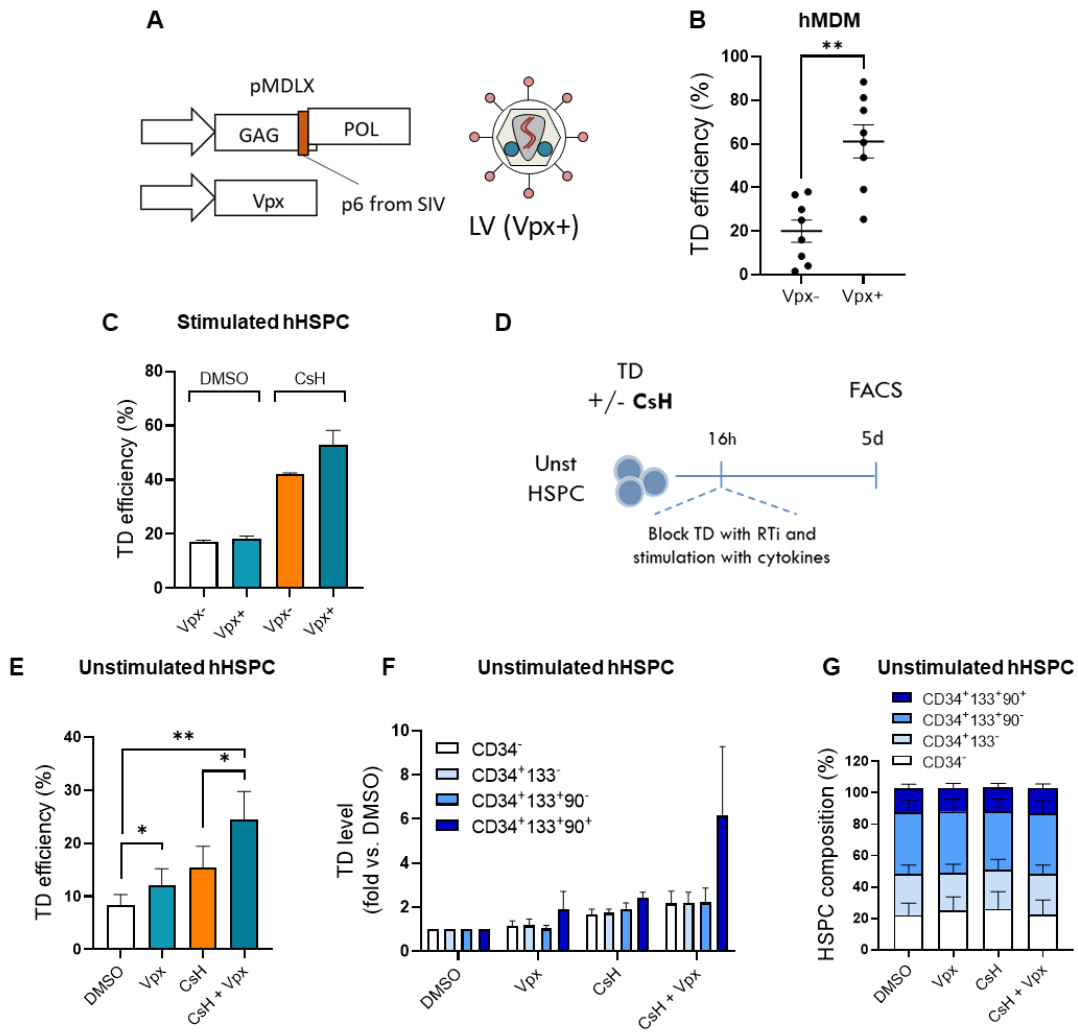 A
pMDLX
GAG
POL
Vpx
p6 from SIV
LV (Vpx+)
B
hMDM
**
TD efficiency (%)
100
80
60
40
20
0
Vpx-
Vpx+
C
Stimulated hHSPC
DMSO
CsH
TD efficiency (%)
80
60
40
20
0
Vpx-
Vpx+
Vpx-
Vpx+
D
TD
+/- CsH
FACS
16h
5d
Unst
HSPC
Block TD with RTi and
stimulation with cytokines
E
Unstimulated hHSPC
TD efficiency (%)
40
30
20
10
0
**
*
*
DMSO
Vpx
CsH
CsH + Vpx
F
Unstimulated hHSPC
TD level
(fold vs. DMSO)
10
8
6
4
2
0
CD34⁻
CD34⁺133⁻
CD34⁺133⁺90⁻
CD34⁺133⁺90⁺
DMSO
Vpx
CsH
CsH + Vpx
G
Unstimulated hHSPC
CD34⁺133⁺90⁺
CD34⁺133⁺90⁻
CD34⁺133⁻
CD34⁻
HSPC composition (%)
120
100
80
60
40
20
0
DMSO
Vpx
CsH
CsH + Vpx